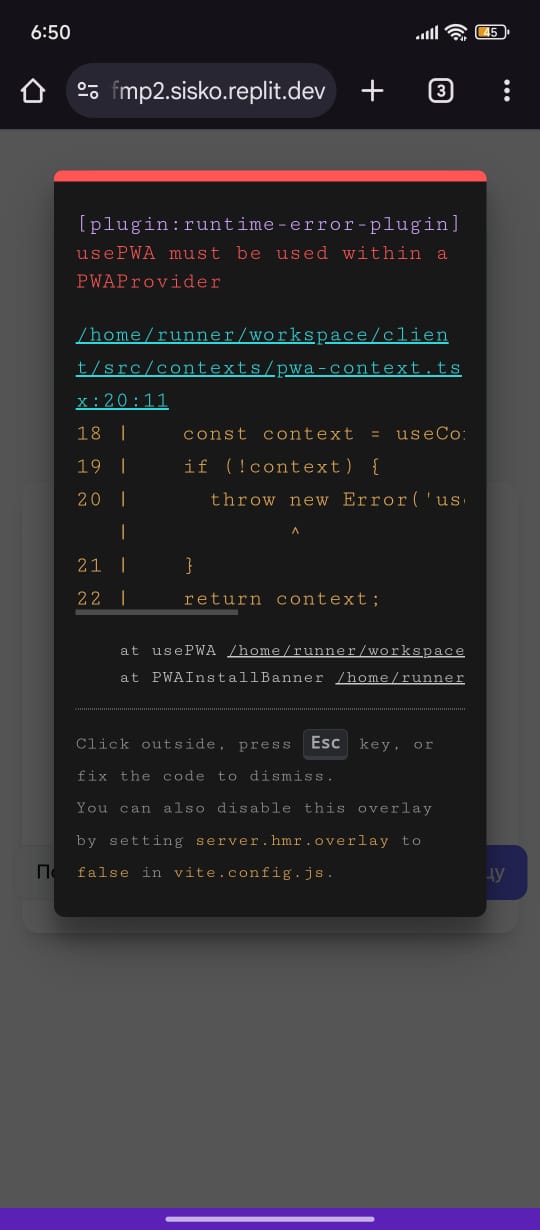 6:50
45
fmp2.sisko.replit.dev
3
[plugin:runtime-error-plugin]
usePWA must be used within a
PWAProvider
/home/runner/workspace/clien
t/src/contexts/pwa-context.ts
x:20:11
18 | const context = useCo
19 | if (!context) {
20 | throw new Error('us
| ^
21 | }
22 | return context;
at usePWA /home/runner/workspace
at PWAInstallBanner /home/runner
Click outside, press Esc key, or
fix the code to dismiss.
You can also disable this overlay
by setting server.hmr.overlay to
false in vite.config.js.